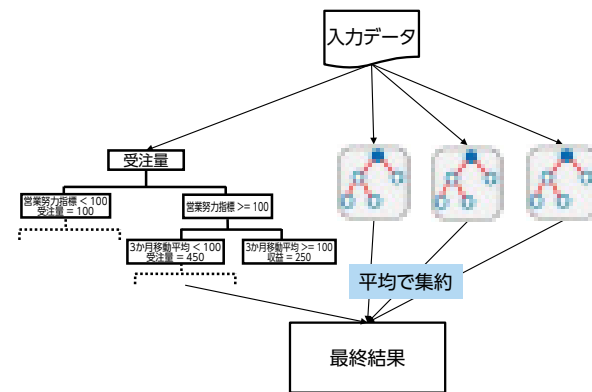 入力データ
受注量
営業努力指標 < 100
受注量 = 100
営業努力指標 >= 100
3か月移動平均 < 100
受注量 = 450
3か月移動平均 >= 100
収益 = 250
平均で集約
最終結果